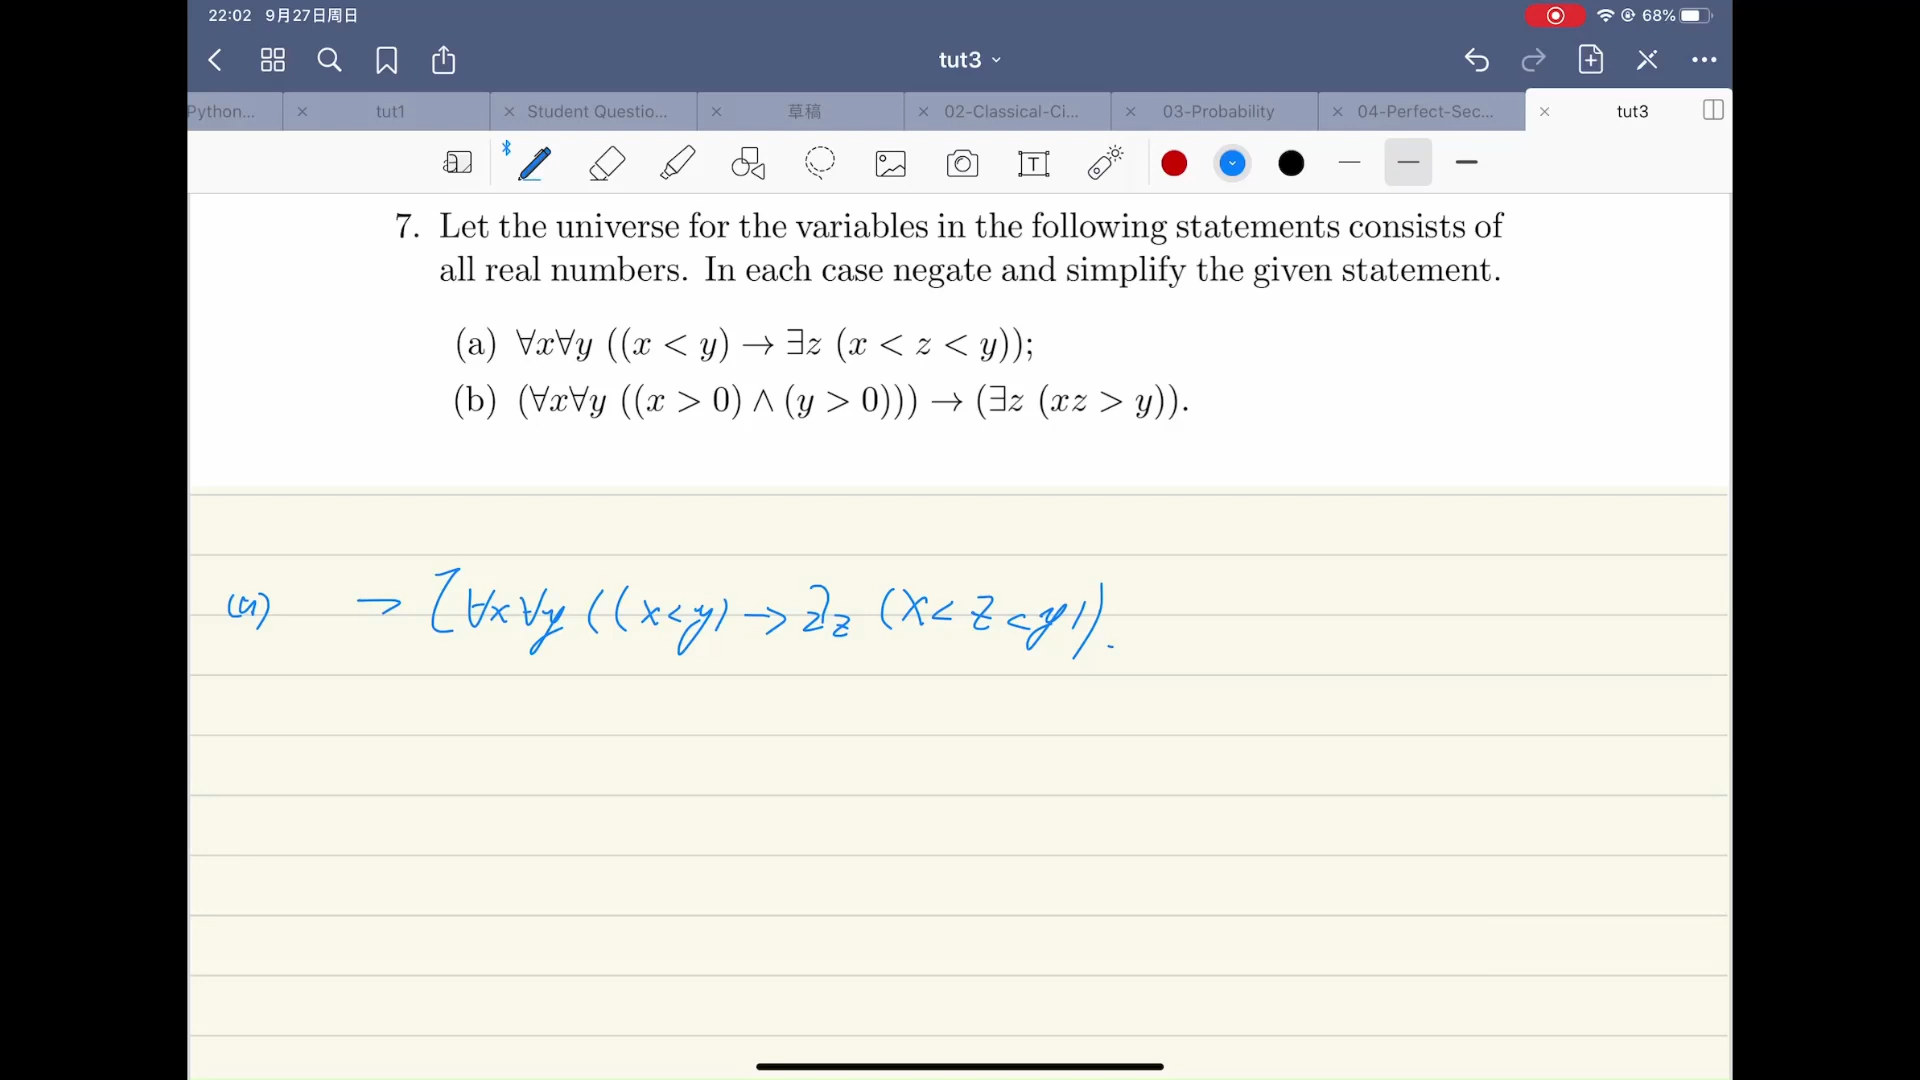 22:02 9月27日周日 68%
tut3
Python... tut1 Student Questio... 草稿 02-Classical-Ci... 03-Probability 04-Perfect-Sec... tut3
7. Let the universe for the variables in the following statements consists of
all real numbers. In each case negate and simplify the given statement.
(a) ∀x∀y ((x < y) → ∃z (x < z < y));
(b) (∀x∀y ((x > 0) ∧ (y > 0))) → (∃z (xz > y)).
(a) ¬ [∀x ∀y ((x<y) → ∃z (x<z<y)).